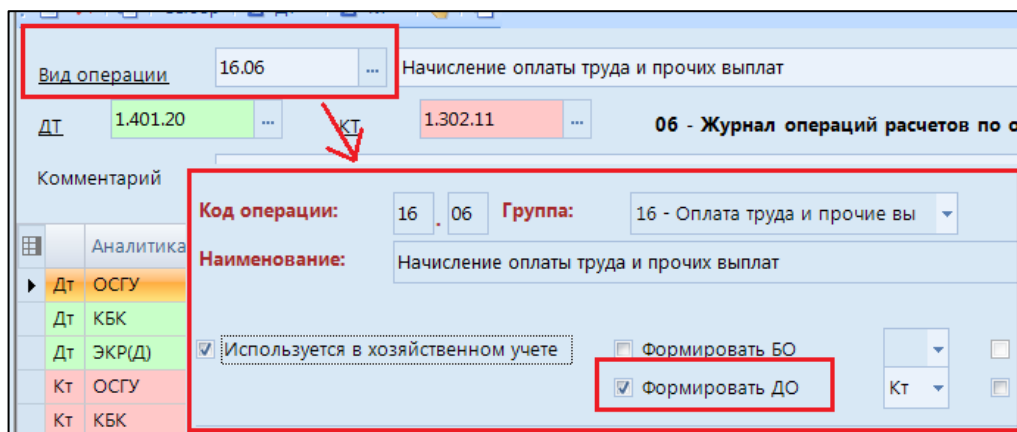 Вид операции 16.06 ... Начисление оплаты труда и прочих выплат
ДТ 1.401.20 ... КТ 1.302.11 ... 06 - Журнал операций расчетов по
Комментарий
Код операции: 16 . 06 Группа: 16 - Оплата труда и прочие вы
Аналитика
Наименование: Начисление оплаты труда и прочих выплат
Дт ОСГУ
Дт КБК
Дт ЭКР(Д) Используется в хозяйственном учете Формировать БО
Кт ОСГУ Формировать ДО Кт
Кт КБК